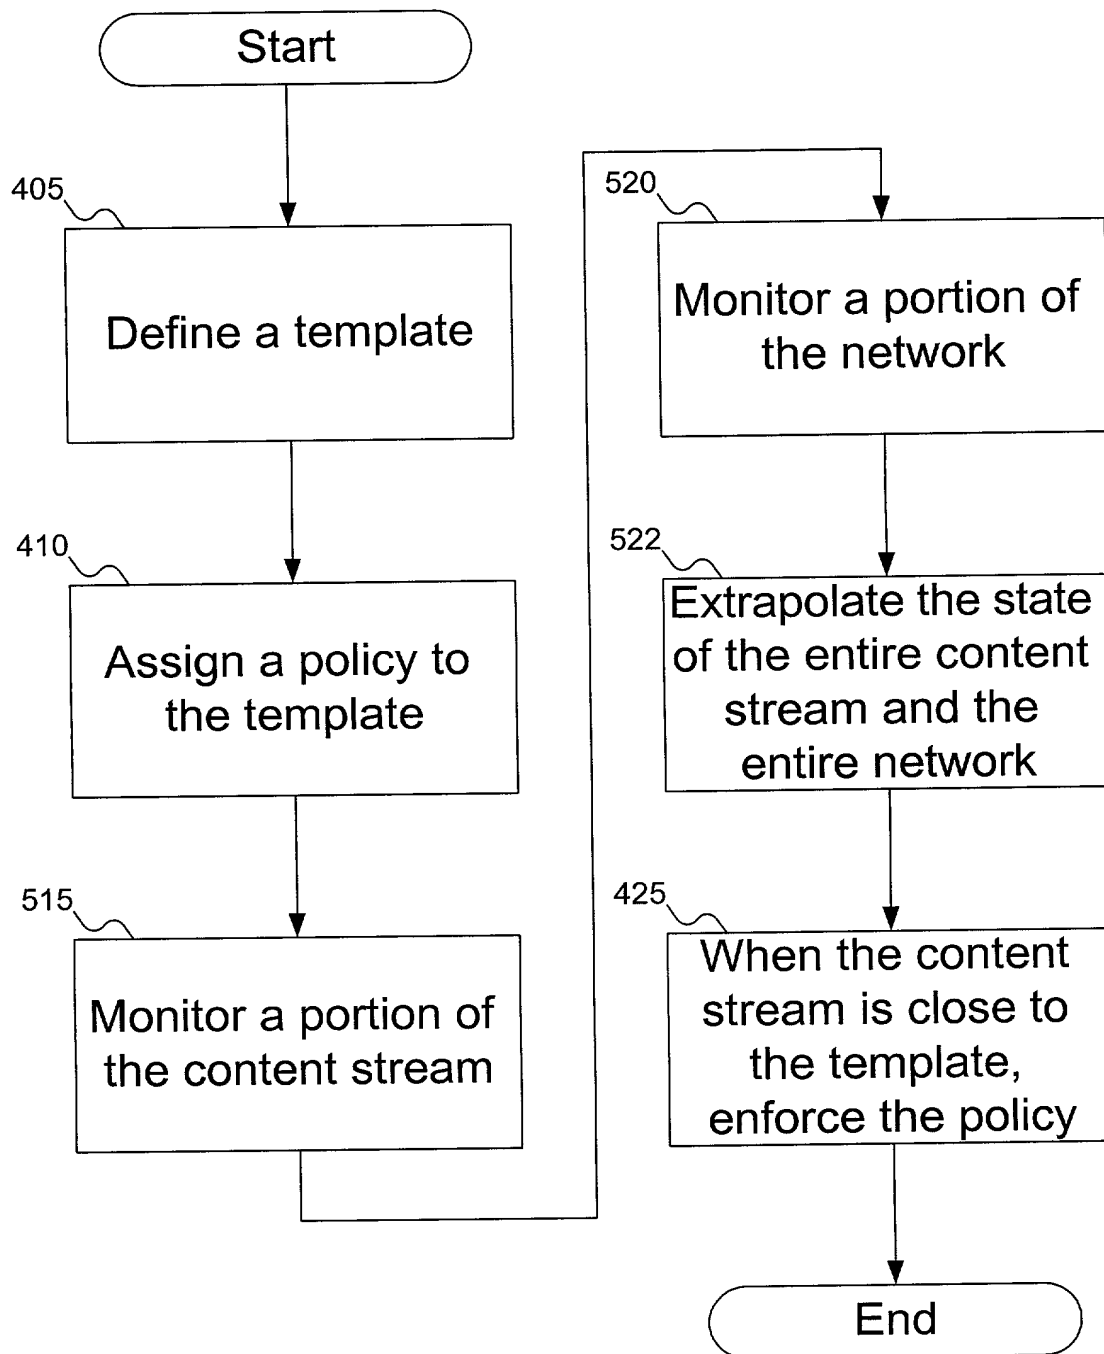 Start
405
Define a template
410
Assign a policy to
the template
515
Monitor a portion of
the content stream
520
Monitor a portion of
the network
522
Extrapolate the state
of the entire content
stream and the
entire network
425
When the content
stream is close to
the template,
enforce the policy
End